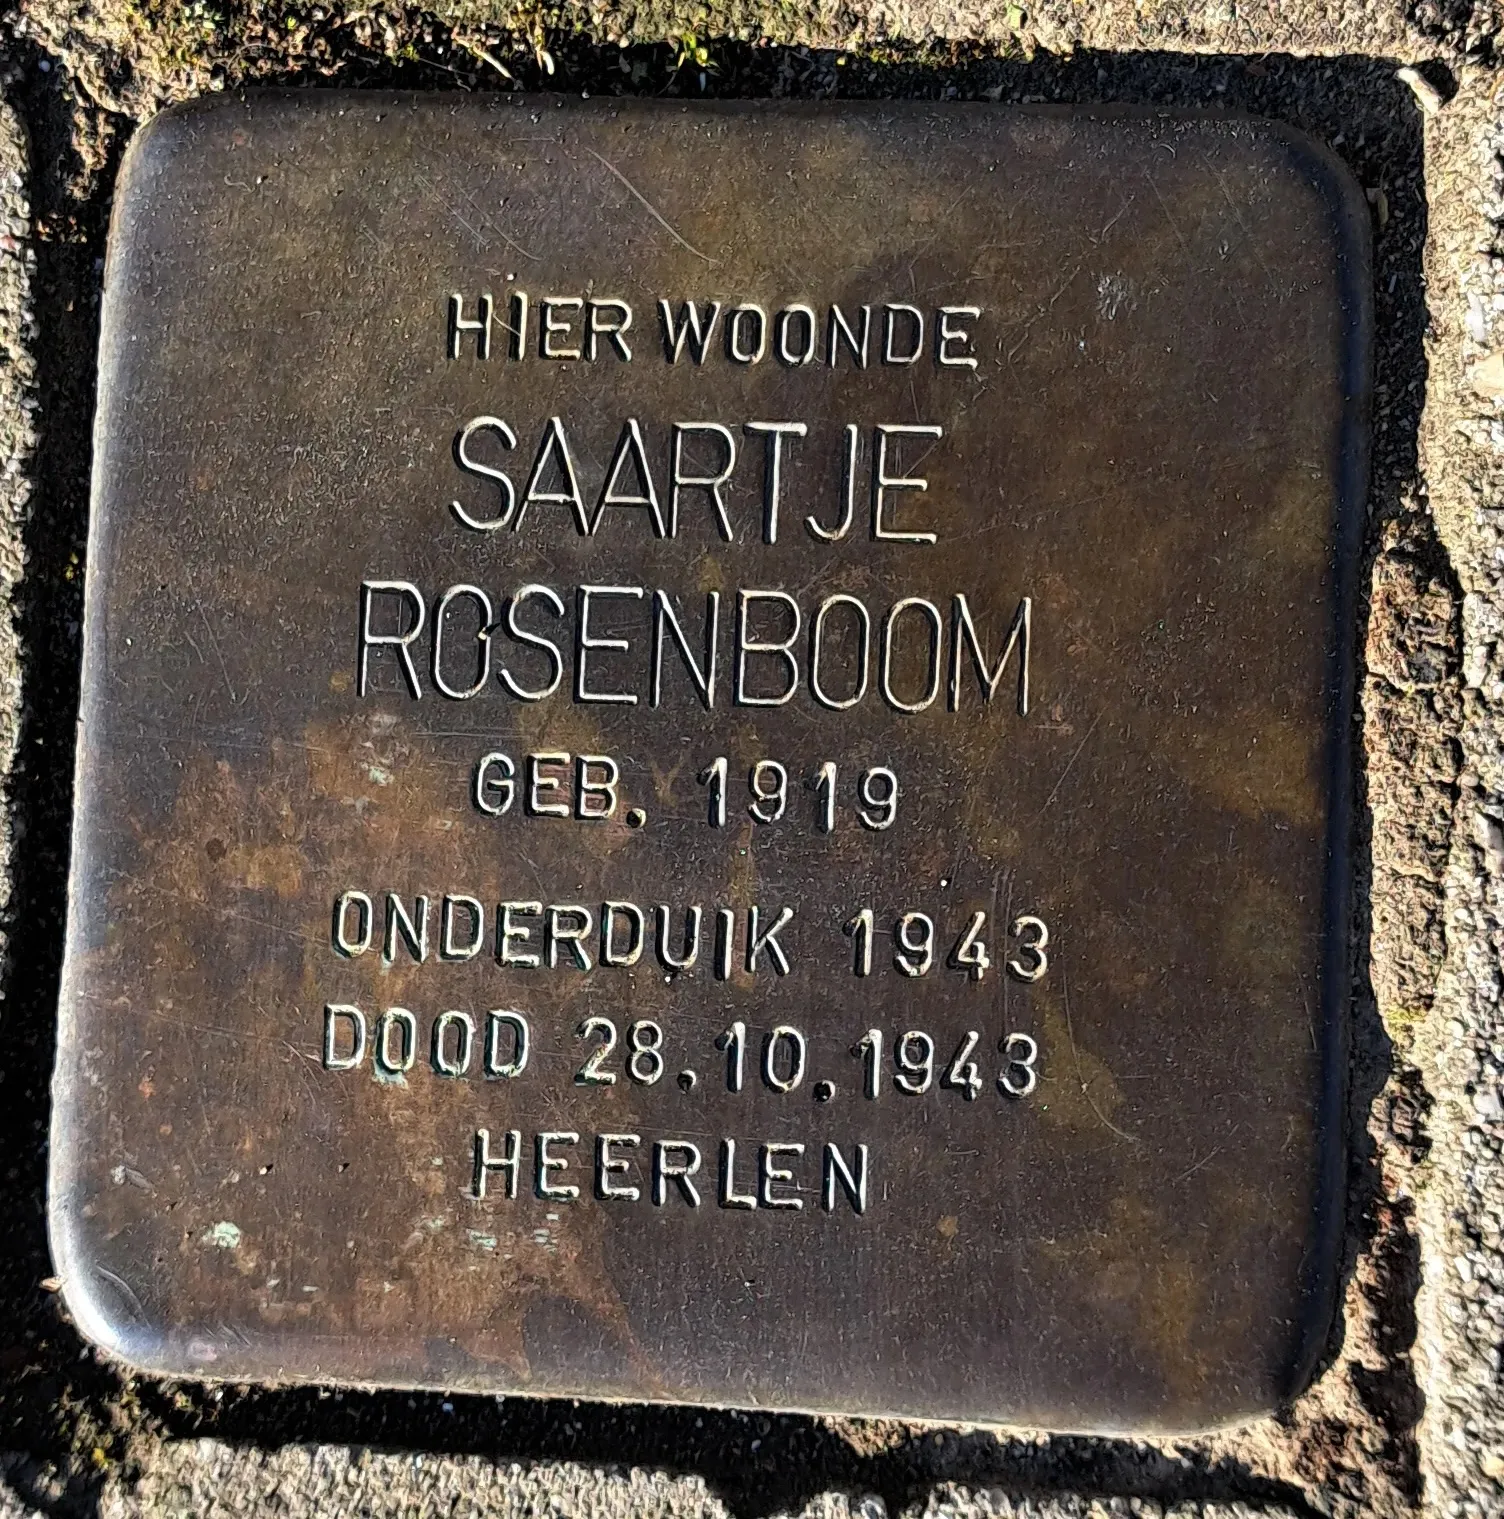 HIER WOONDE
SAARTJE
ROSENBOOM
GEB. 1919
ONDERDUIK 1943
DOOD 28.10.1943
HEERLEN